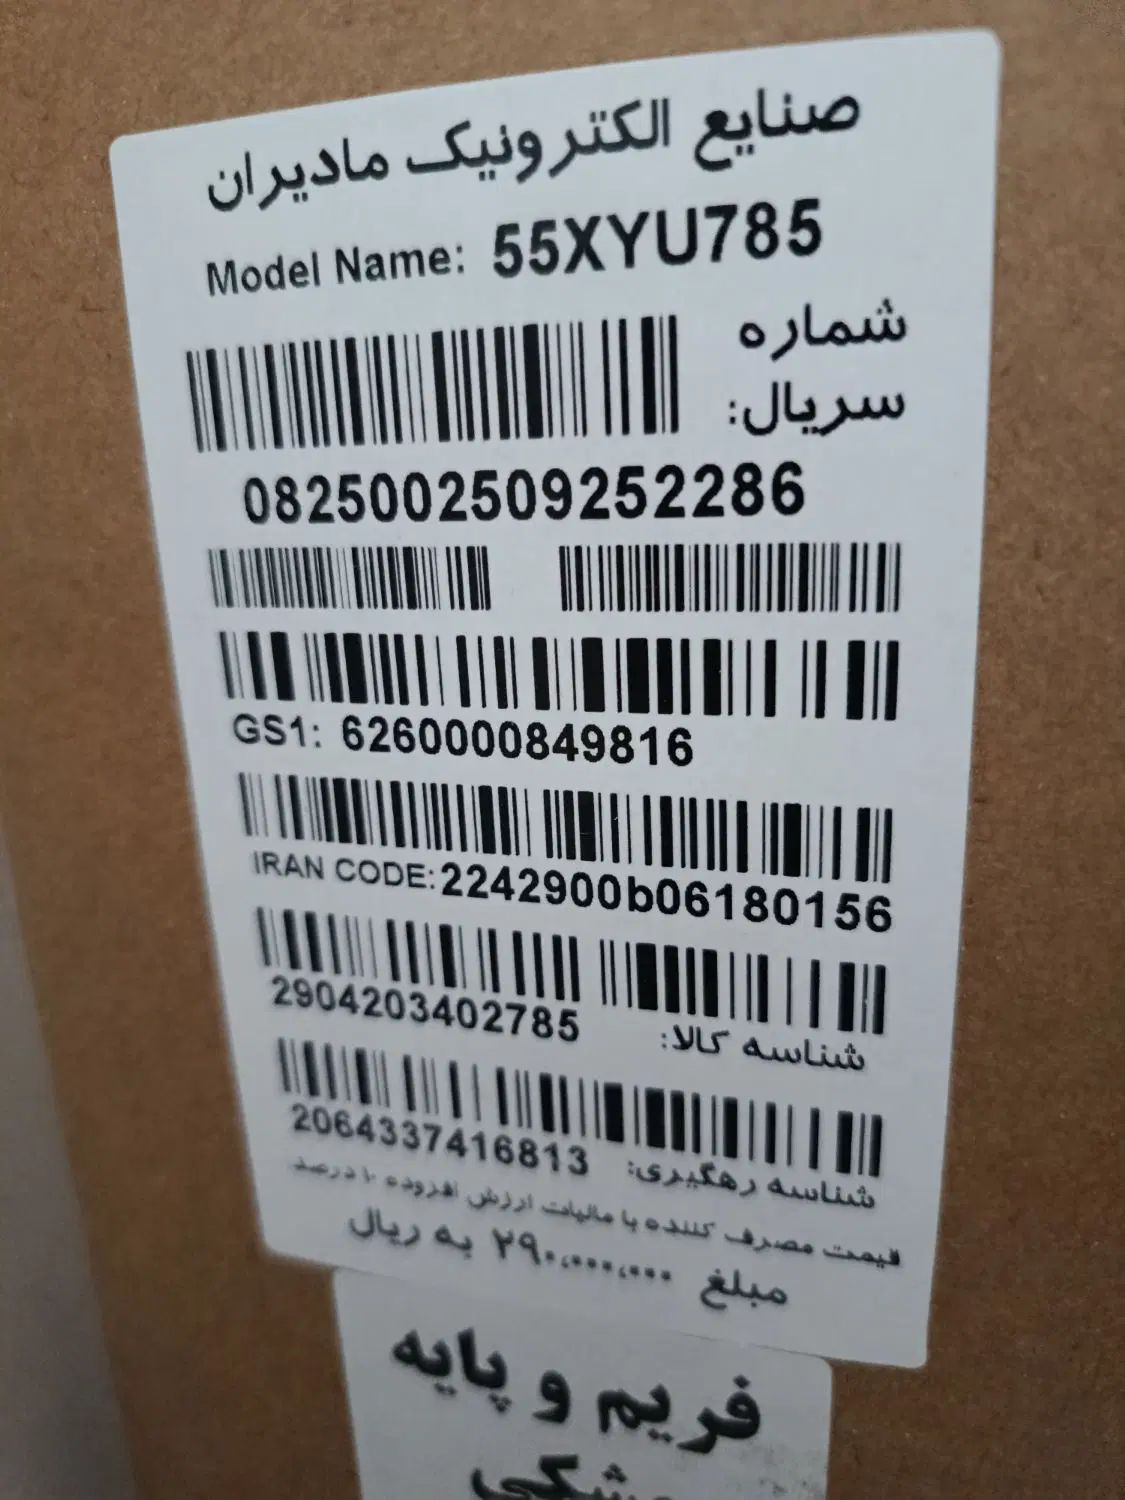 صنایع الکترونیک مادیران
Model Name: 55XYU785
شماره
سریال:
0825002509252286
GS1: 6260000849816
IRAN CODE: 2242900b06180156
2904203402785 شناسه کالا:
2064337416813 شناسه رهگیری:
قیمت مصرف کننده با مالیات ارزش افزوده ۱۰ درصد
مبلغ ۲۹۰,۰۰۰,۰۰۰ به ریال
فریم و پایه
مشکی